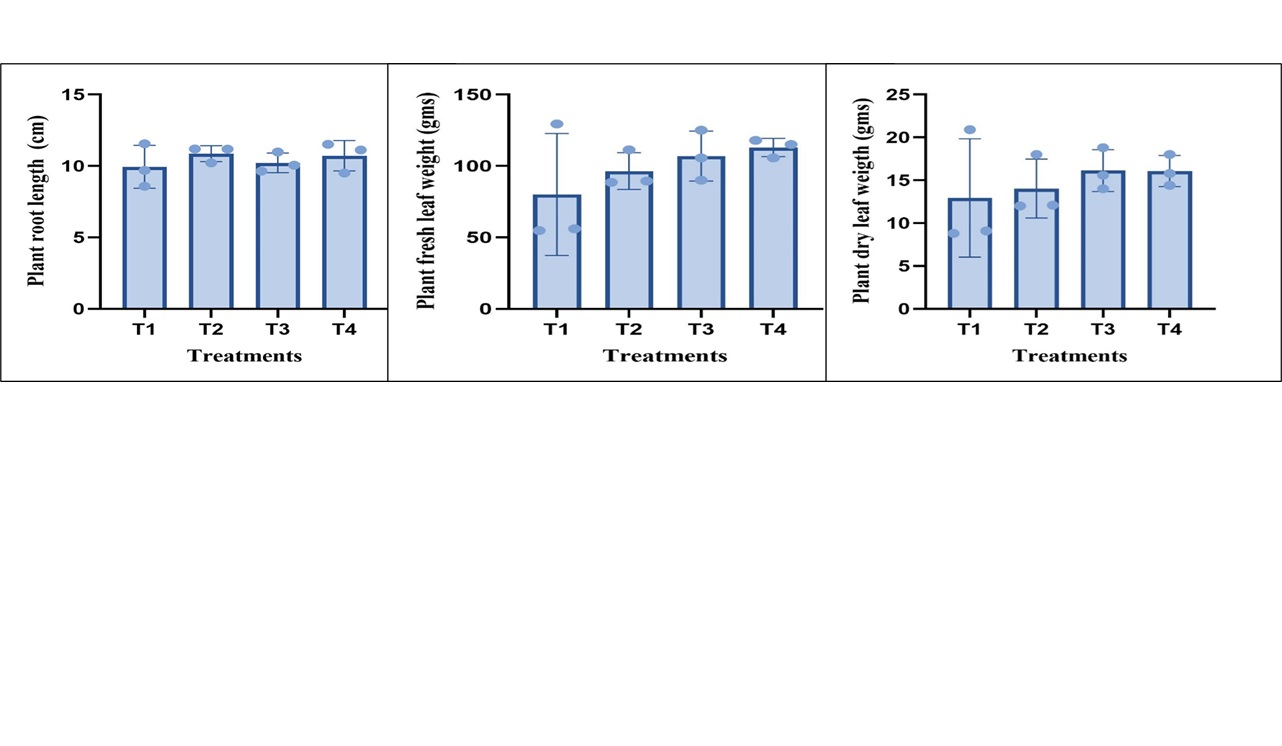 Plant root length (cm)
15
10
5
0
T1 T2 T3 T4
Treatments
Plant fresh leaf weight (gms)
150
100
50
0
T1 T2 T3 T4
Treatments
Plant dry leaf weigth (gms)
25
20
15
10
5
0
T1 T2 T3 T4
Treatments